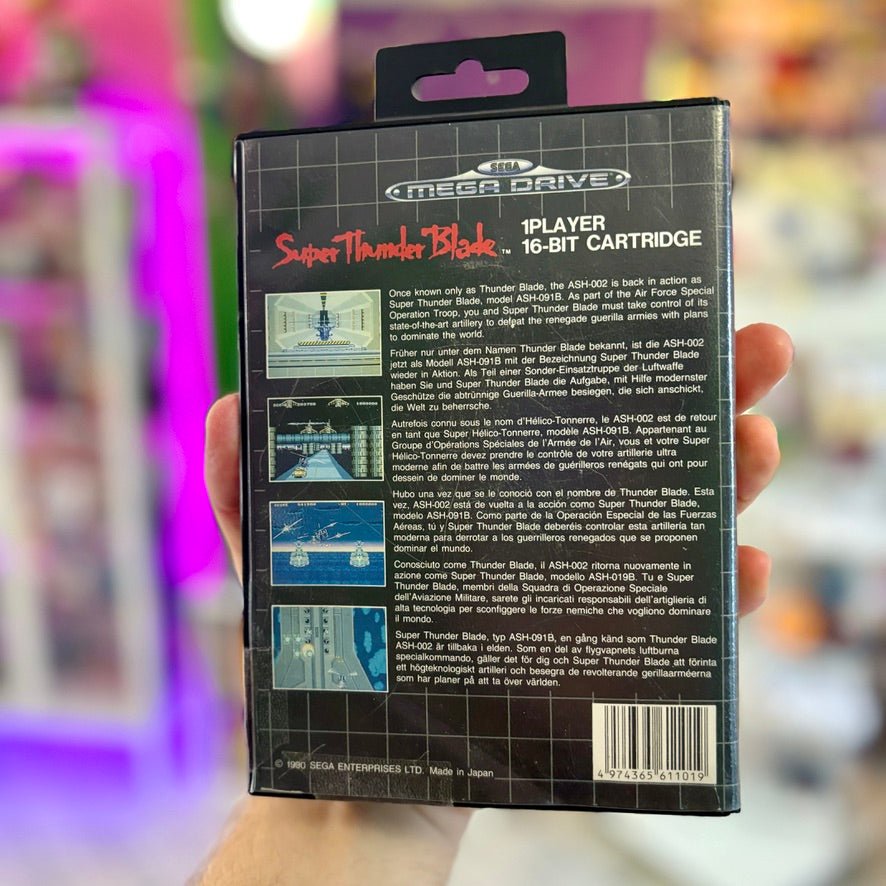 SEGA
MEGA DRIVE
Super Thunder Blade ™
1PLAYER
16-BIT CARTRIDGE
Once known only as Thunder Blade, the ASH-002 is back in action as
Super Thunder Blade, model ASH-091B. As part of the Air Force Special
Operation Troop, you and Super Thunder Blade must take control of its
state-of-the-art artillery to defeat the renegade guerilla armies with plans
to dominate the world.
Früher nur unter dem Namen Thunder Blade bekannt, ist die ASH-002
jetzt als Modell ASH-091B mit der Bezeichnung Super Thunder Blade
wieder in Aktion. Als Teil einer Sonder-Einsatztruppe der Luftwaffe
haben Sie und Super Thunder Blade die Aufgabe, mit Hilfe modernster
Geschütze die abtrünnige Guerilla-Armee besiegen, die sich anschickt,
die Welt zu beherrsche.
Autrefois connu sous le nom d'Hélico-Tonnerre, le ASH-002 est de retour
en tant que Super Hélico-Tonnerre, modèle ASH-091B. Appartenant au
Groupe d'Opérations Spéciales de l'Armée de l'Air, vous et votre Super
Hélico-Tonnerre devez prendre le contrôle de votre artillerie ultra
moderne afin de battre les armées de guérilleros renégats qui ont pour
dessein de dominer le monde.
Hubo una vez que se le conoció con el nombre de Thunder Blade. Esta
vez, ASH-002 está de vuelta a la acción como Super Thunder Blade,
modelo ASH-091B. Como parte de la Operación Especial de las Fuerzas
Aéreas, tú y Super Thunder Blade deberéis controlar esta artillería tan
moderna para derrotar a los guerrilleros renegados que se proponen
dominar el mundo.
Conosciuto come Thunder Blade, il ASH-002 ritorna nuovamente in
azione come Super Thunder Blade, modello ASH-019B. Tu e Super
Thunder Blade, membri della Squadra di Operazione Speciale
dell'Aviazione Militare, sarete gli incaricati responsabili dell'artiglieria di
alta tecnologia per sconfiggere le forze nemiche che vogliono dominare
il mondo.
Super Thunder Blade, typ ASH-091B, en gång känd som Thunder Blade
ASH-002 är tillbaka i elden. Som en del av flygvapnets luftburna
specialkommando, gäller det för dig och Super Thunder Blade att förinta
ett högteknologiskt artilleri och besegra de revolterande gerillaarméerna
som har planer på att ta över världen.
© 1990 SEGA ENTERPRISES LTD. Made in Japan
4 974365 611019